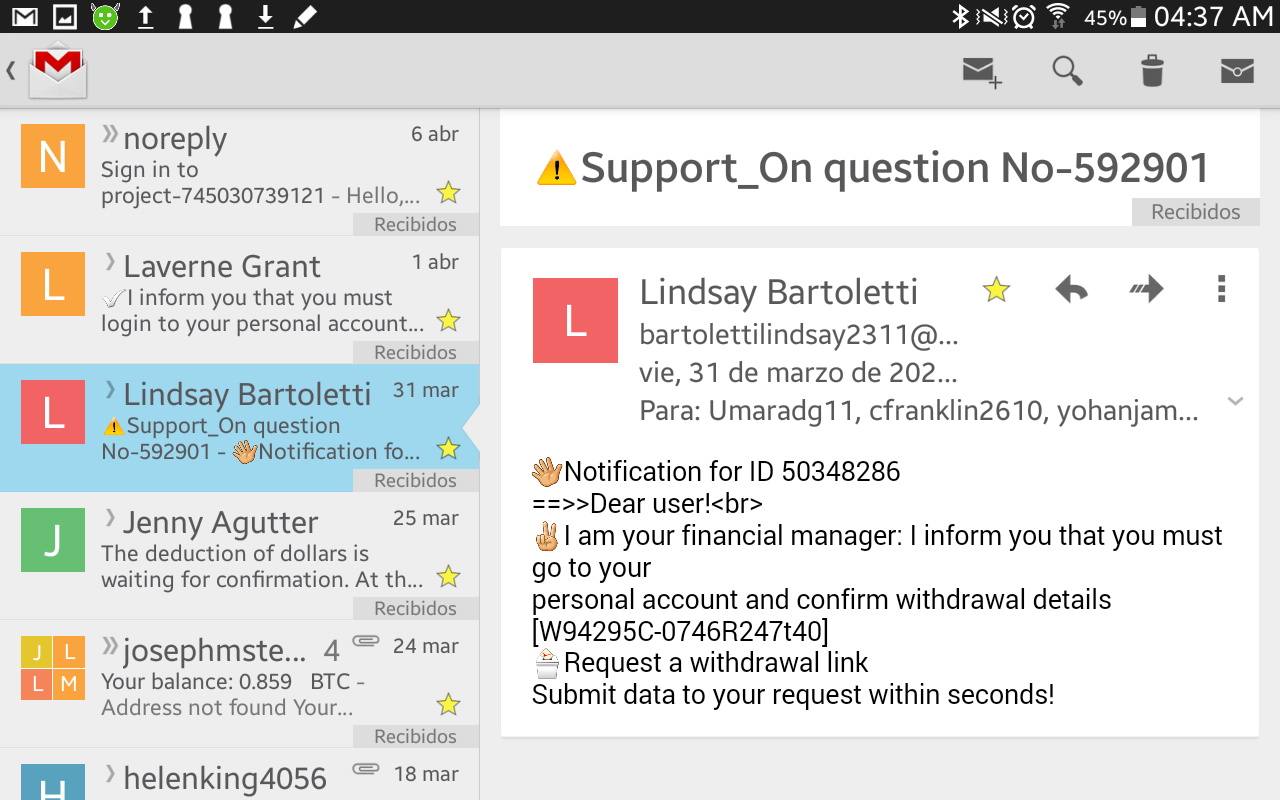 45% 04:37 AM
N noreply 6 abr
Sign in to
project-745030739121 - Hello,...
Recibidos
L Laverne Grant 1 abr
I inform you that you must
login to your personal account...
Recibidos
L Lindsay Bartoletti 31 mar
Support_On question
No-592901 - Notification fo...
Recibidos
J Jenny Agutter 25 mar
The deduction of dollars is
waiting for confirmation. At th...
Recibidos
J L
L M
josephmste... 4 24 mar
Your balance: 0.859 BTC -
Address not found Your...
Recibidos
H helenking4056 18 mar
Support_On question No-592901
Recibidos
L Lindsay Bartoletti
bartolettilindsay2311@...
vie, 31 de marzo de 202...
Para: Umaradg11, cfranklin2610, yohanjam...
Notification for ID 50348286
==>>Dear user!<br>
I am your financial manager: I inform you that you must
go to your
personal account and confirm withdrawal details
[W94295C-0746R247t40]
Request a withdrawal link
Submit data to your request within seconds!